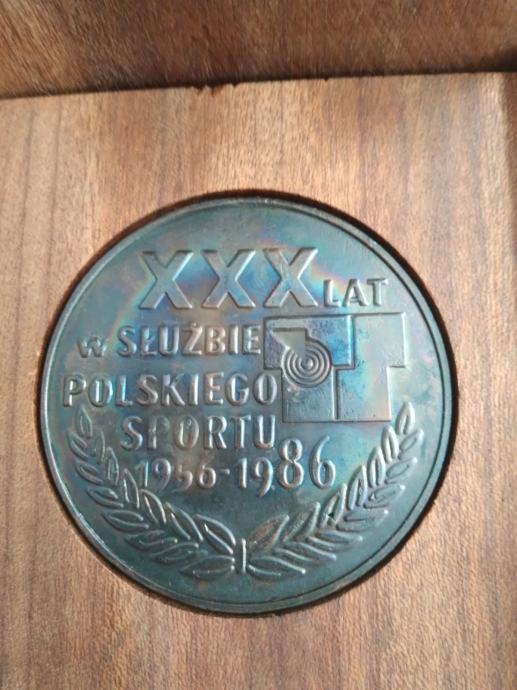 XXX LAT
W SŁUŻBIE
POLSKIEGO
SPORTU
1956-1986